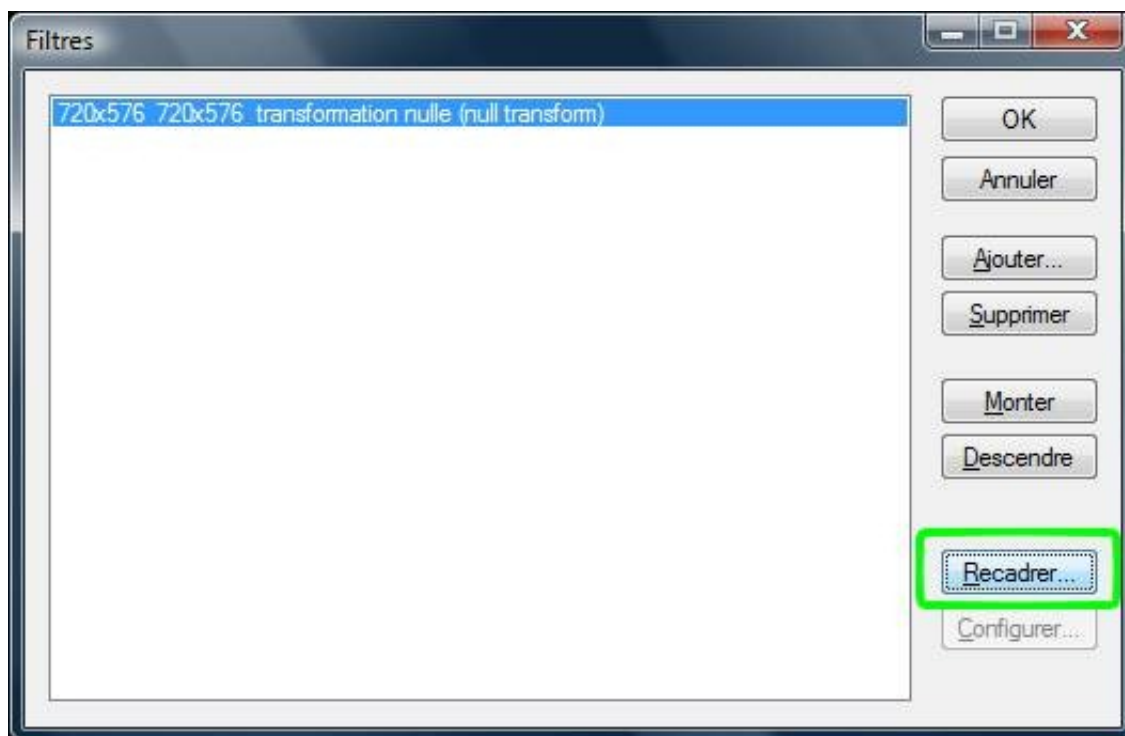 Filtres
720x576 720x576 transformation nulle (null transform)
OK
Annuler
Ajouter...
Supprimer
Monter
Descendre
Recadrer...
Configurer...